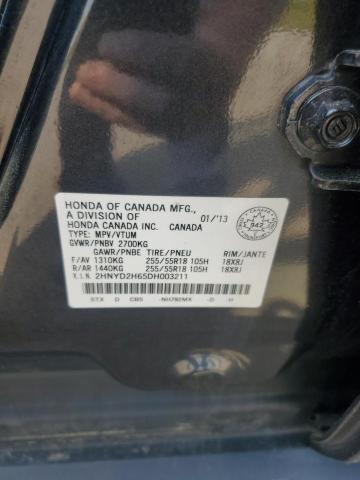 HONDA OF CANADA MFG.,
A DIVISION OF 01/'13
HONDA CANADA INC. CANADA
TYPE: MPV/VTUM
GVWR/PNBV 2700KG
GAWR/PNBE TIRE/PNEU RIM/JANTE
F/AV 1310KG 255/55R18 105H 18X8J
R/AR 1440KG 255/55R18 105H 18X8J
V.I.N. 2HNYD2H65DH003211
STX D CBS -NH782MX -D -H
942